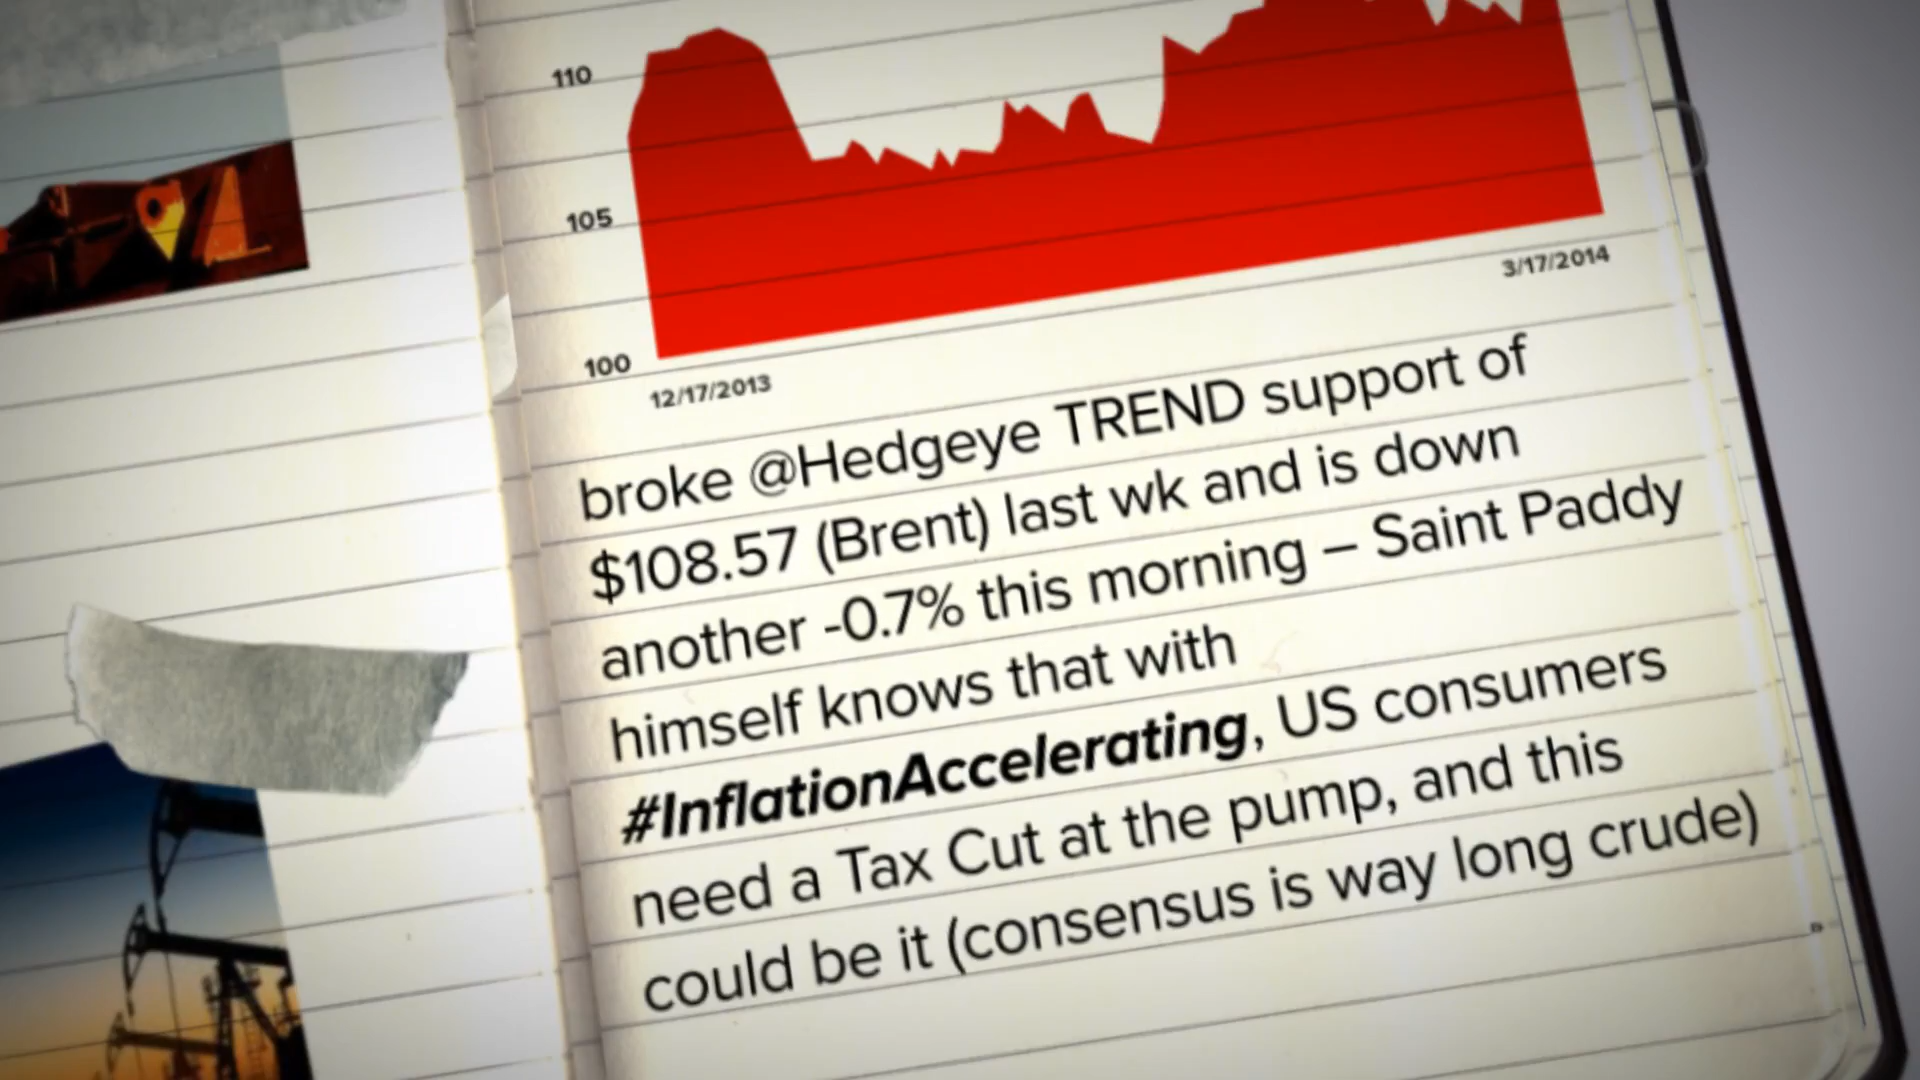 110
105
100
12/17/2013
3/17/2014
broke @Hedgeye TREND support of
$108.57 (Brent) last wk and is down
another -0.7% this morning – Saint Paddy
himself knows that with
#InflationAccelerating, US consumers
need a Tax Cut at the pump, and this
could be it (consensus is way long crude)